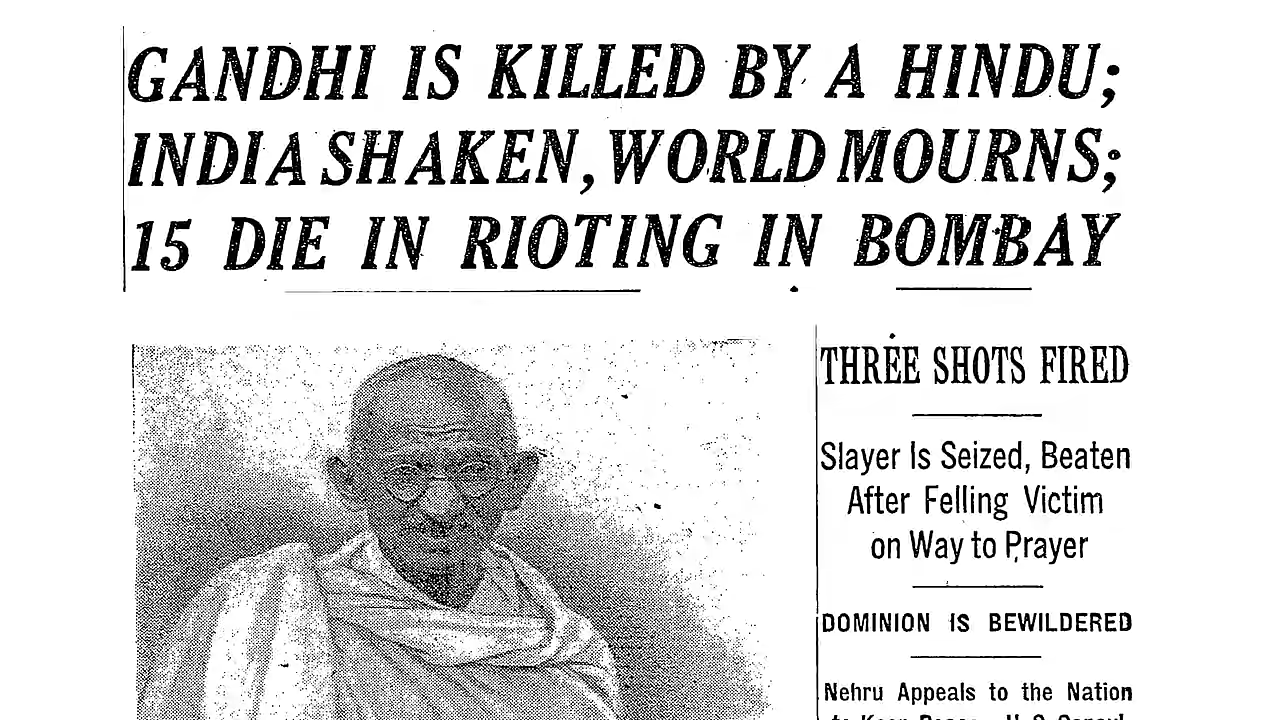 GANDHI IS KILLED BY A HINDU;
INDIA SHAKEN, WORLD MOURNS;
15 DIE IN RIOTING IN BOMBAY
THREE SHOTS FIRED
Slayer Is Seized, Beaten
After Felling Victim
on Way to Prayer
DOMINION IS BEWILDERED
Nehru Appeals to the Nation